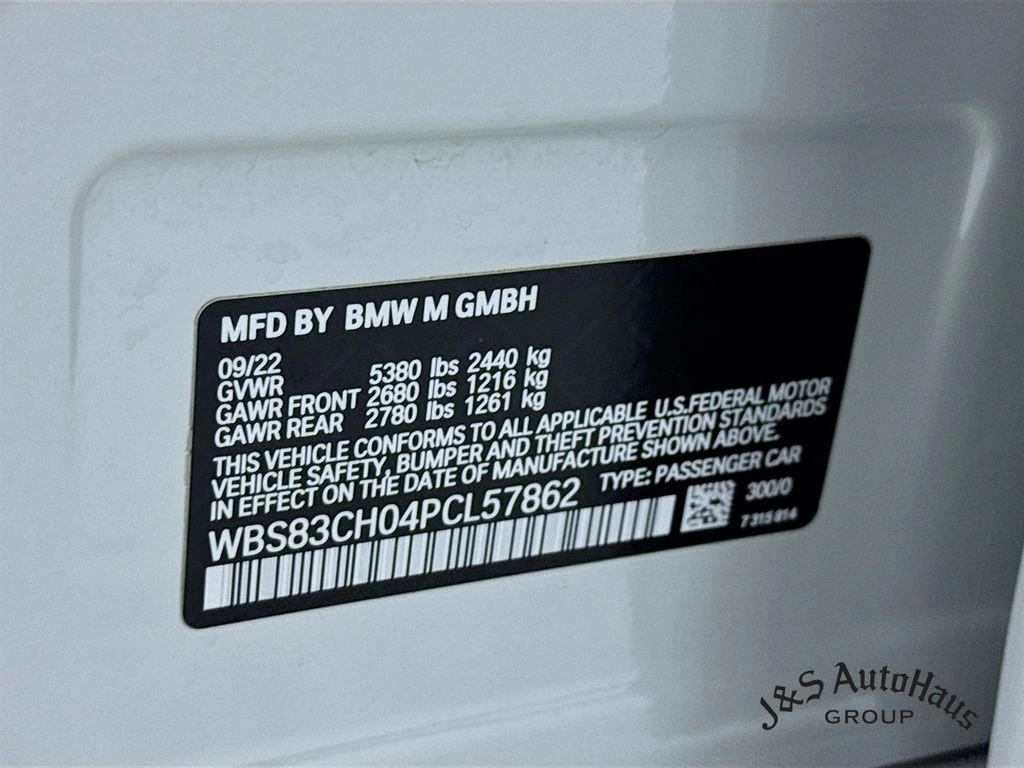 MFD BY BMW M GMBH
09/22
GVWR 5380 lbs 2440 kg
GAWR FRONT 2680 lbs 1216 kg
GAWR REAR 2780 lbs 1261 kg
THIS VEHICLE CONFORMS TO ALL APPLICABLE U.S.FEDERAL MOTOR
VEHICLE SAFETY, BUMPER AND THEFT PREVENTION STANDARDS
IN EFFECT ON THE DATE OF MANUFACTURE SHOWN ABOVE.
WBS83CH04PCL57862 TYPE: PASSENGER CAR
300/0
7 315 814
J&S AutoHaus
GROUP